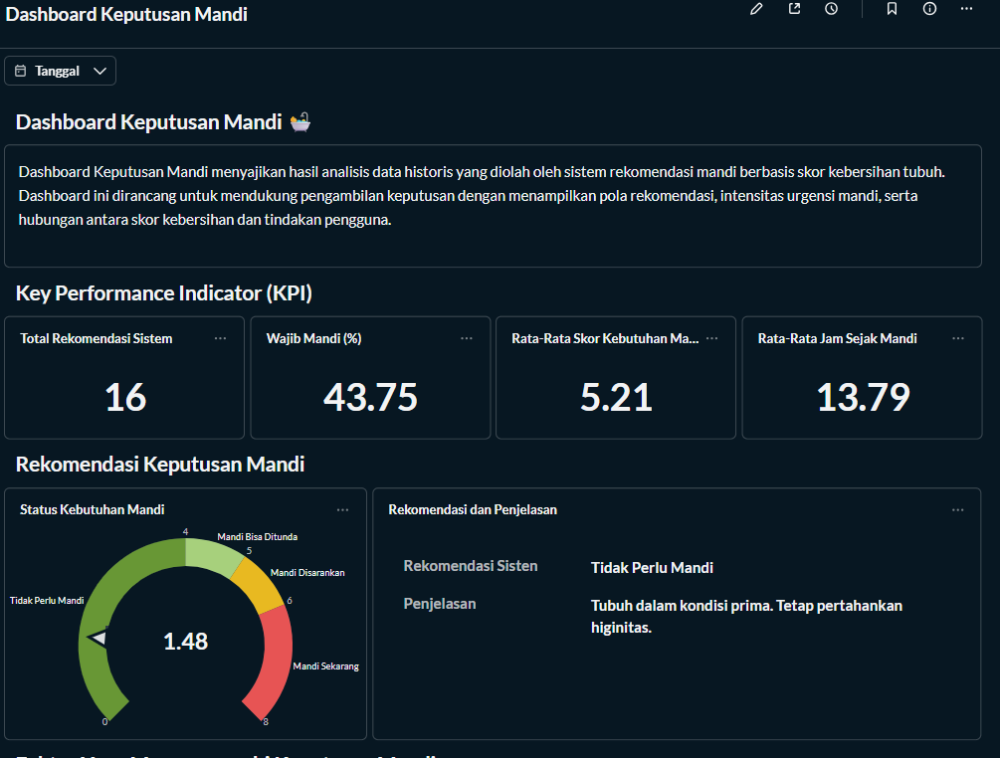 Dashboard Keputusan Mandi
Tanggal
Dashboard Keputusan Mandi
Dashboard Keputusan Mandi menyajikan hasil analisis data historis yang diolah oleh sistem rekomendasi mandi berbasis skor kebersihan tubuh.
Dashboard ini dirancang untuk mendukung pengambilan keputusan dengan menampilkan pola rekomendasi, intensitas urgensi mandi, serta
hubungan antara skor kebersihan dan tindakan pengguna.
Key Performance Indicator (KPI)
Total Rekomendasi Sistem
16
Wajib Mandi (%)
43.75
Rata-Rata Skor Kebutuhan Ma...
5.21
Rata-Rata Jam Sejak Mandi
13.79
Rekomendasi Keputusan Mandi
Status Kebutuhan Mandi
4
Mandi Bisa Ditunda
5
Mandi Disarankan
Tidak Perlu Mandi
6
1.48
Mandi Sekarang
0
8
Rekomendasi dan Penjelasan
Rekomendasi Sisten
Tidak Perlu Mandi
Penjelasan
Tubuh dalam kondisi prima. Tetap pertahankan
higinitas.